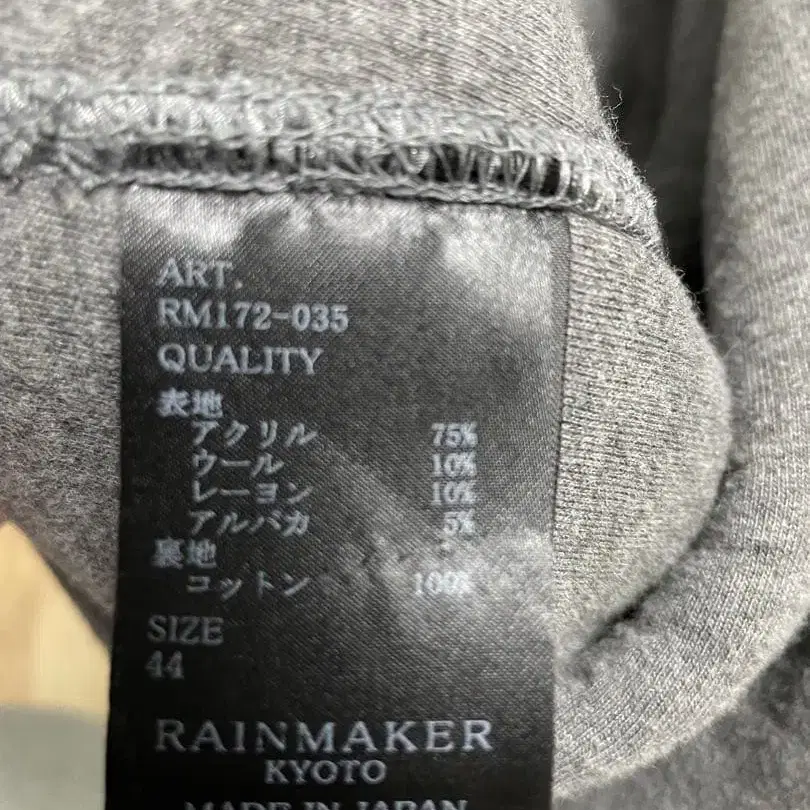 ART.
RM172-035
QUALITY
表地
アクリル 75%
ウール 10%
レーヨン 10%
アルパカ 5%
裏地
コットン 100%
SIZE
44
RAINMAKER
KYOTO
MADE IN JAPAN